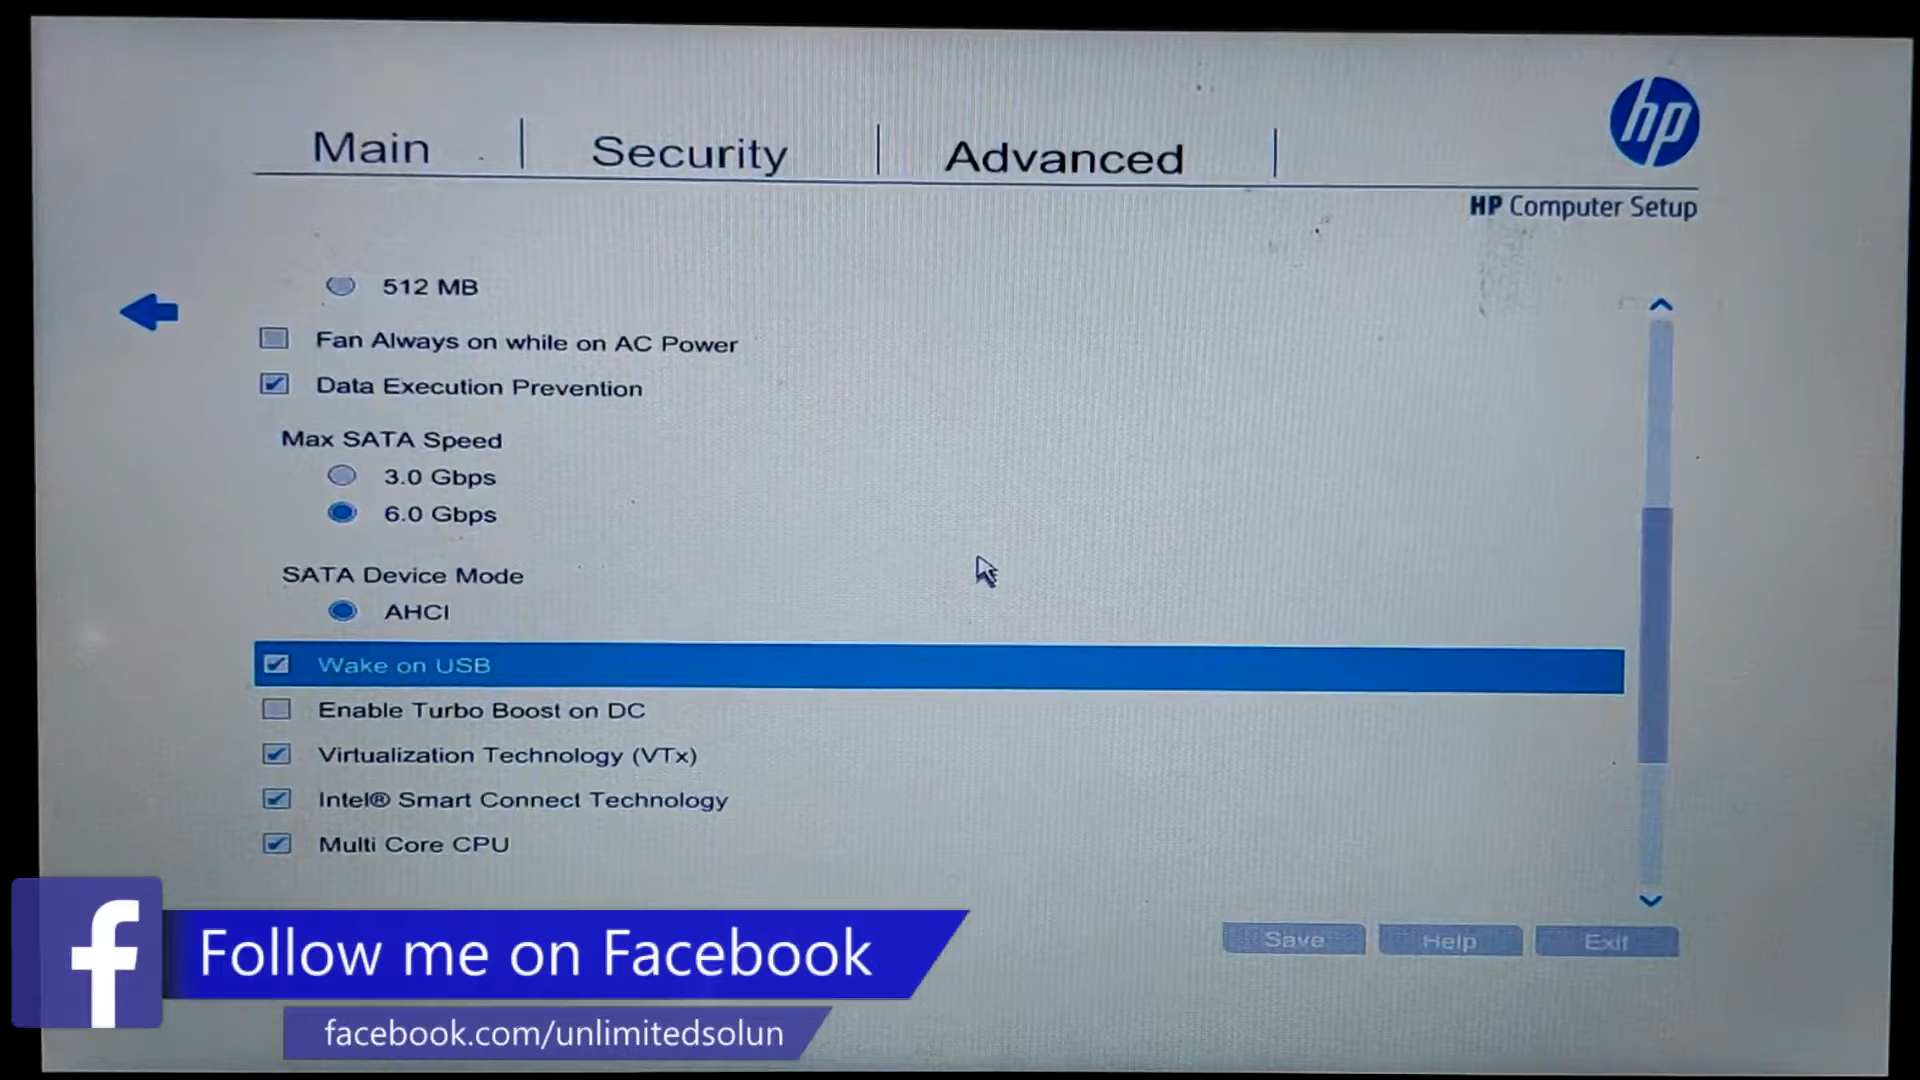 Main
Security
Advanced
hp
HP Computer Setup
512 MB
Fan Always on while on AC Power
Data Execution Prevention
Max SATA Speed
3.0 Gbps
6.0 Gbps
SATA Device Mode
AHCI
Wake on USB
Enable Turbo Boost on DC
Virtualization Technology (VTx)
Intel® Smart Connect Technology
Multi Core CPU
Save
Help
Exit
f
Follow me on Facebook
facebook.com/unlimitedsolun